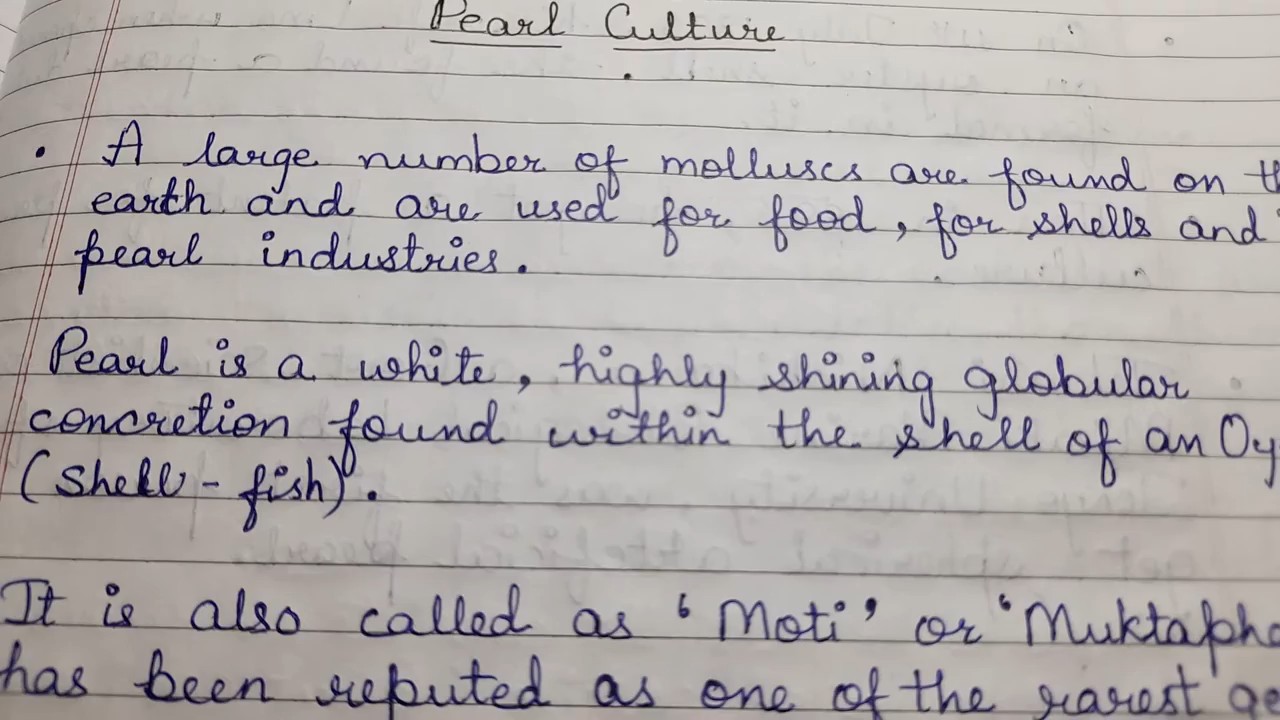 Pearl Culture
A large number of molluscs are found on
earth and are used for food, for shells and
pearl industries.
Pearl is a white, highly shining globular
concretion found within the shell of an
(shell - fish).
It is also called as 'Moti' or
has been reputed as one of the rarest